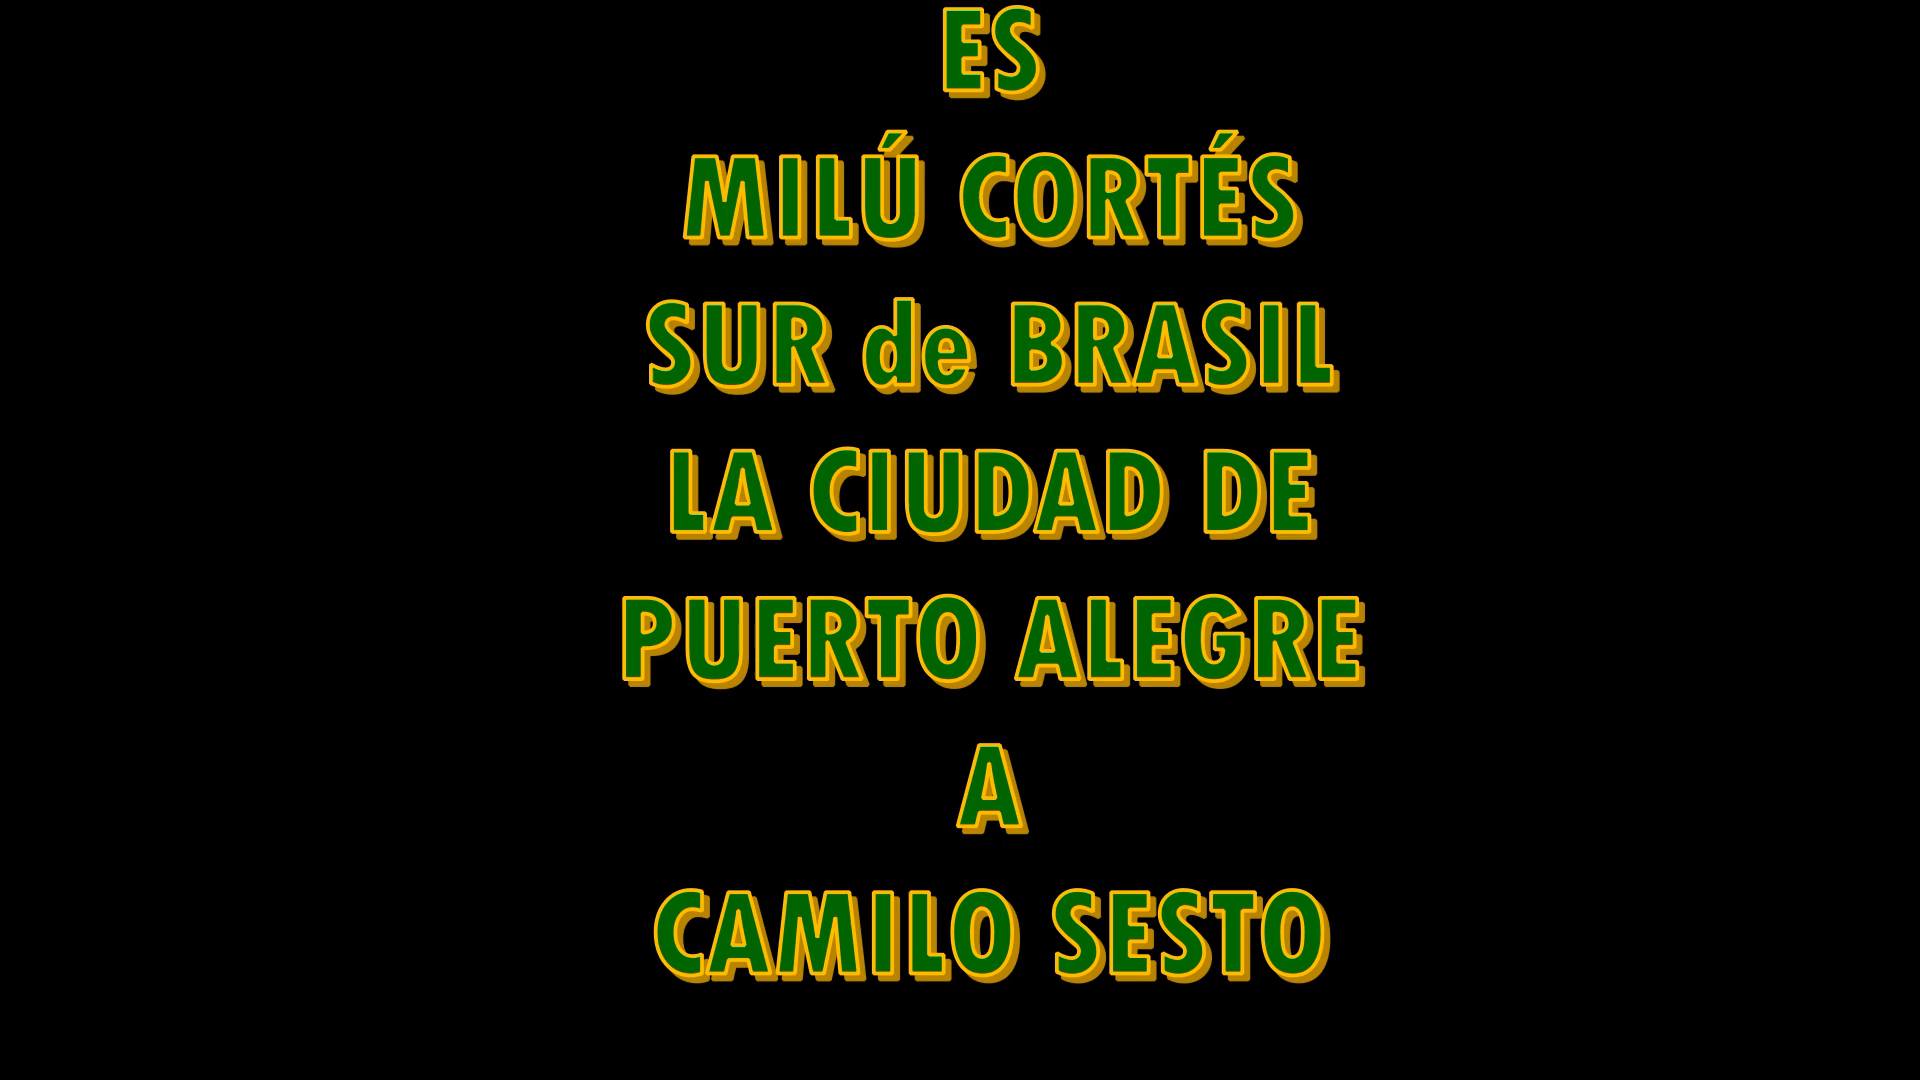 ES
MILÚ CORTÉS
SUR de BRASIL
LA CIUDAD DE
PUERTO ALEGRE
A
CAMILO SESTO